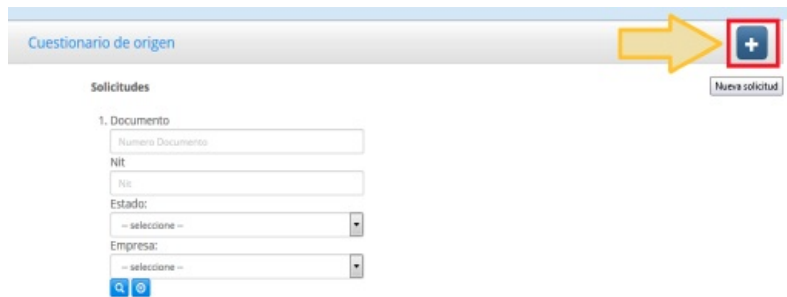 Cuestionario de origen
+
Solicitudes
Nueva solicitud
1. Documento
Numero Documento
Nit
Nit
Estado:
-- seleccione --
Empresa:
-- seleccione --